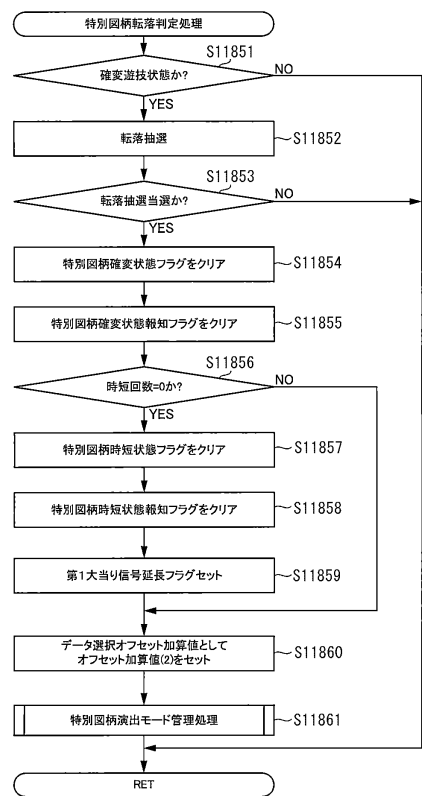 特別図柄転落判定処理
S11851
確変遊技状態か?
NO
YES
転落抽選
S11852
S11853
転落抽選当選か?
NO
YES
特別図柄確変状態フラグをクリア
S11854
特別図柄確変状態報知フラグをクリア
S11855
S11856
時短回数=0か?
NO
YES
特別図柄時短状態フラグをクリア
S11857
特別図柄時短状態報知フラグをクリア
S11858
第1大当り信号延長フラグセット
S11859
データ選択オフセット加算値として
オフセット加算値(2)をセット
S11860
特別図柄演出モード管理処理
S11861
RET